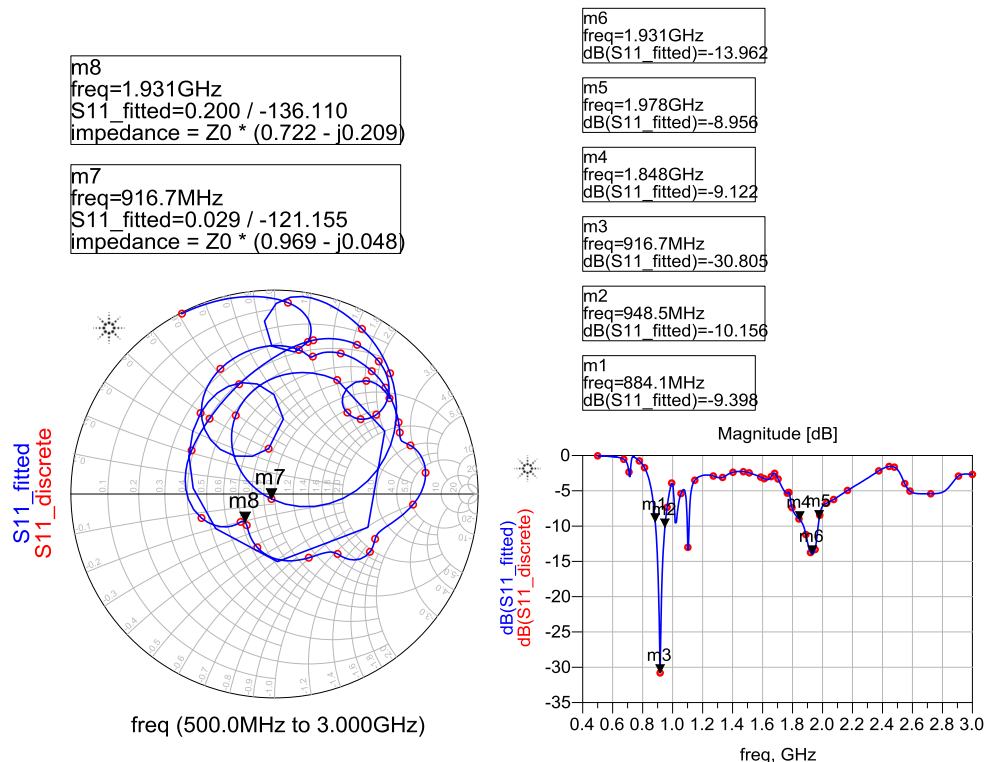 m8
freq=1.931GHz
S11_fitted=0.200 / -136.110
impedance = Z0 * (0.722 - j0.209)
m7
freq=916.7MHz
S11_fitted=0.029 / -121.155
impedance = Z0 * (0.969 - j0.048)
m6
freq=1.931GHz
dB(S11_fitted)=-13.962
m5
freq=1.978GHz
dB(S11_fitted)=-8.956
m4
freq=1.848GHz
dB(S11_fitted)=-9.122
m3
freq=916.7MHz
dB(S11_fitted)=-30.805
m2
freq=948.5MHz
dB(S11_fitted)=-10.156
m1
freq=884.1MHz
dB(S11_fitted)=-9.398
S11_fitted
S11_discrete
m7
m8
freq (500.0MHz to 3.000GHz)
Magnitude [dB]
dB(S11_fitted)
dB(S11_discrete)
0
-5
-10
-15
-20
-25
-30
-35
m1
m2
m4
m5
m6
m3
0.4 0.6 0.8 1.0 1.2 1.4 1.6 1.8 2.0 2.2 2.4 2.6 2.8 3.0
freq, GHz